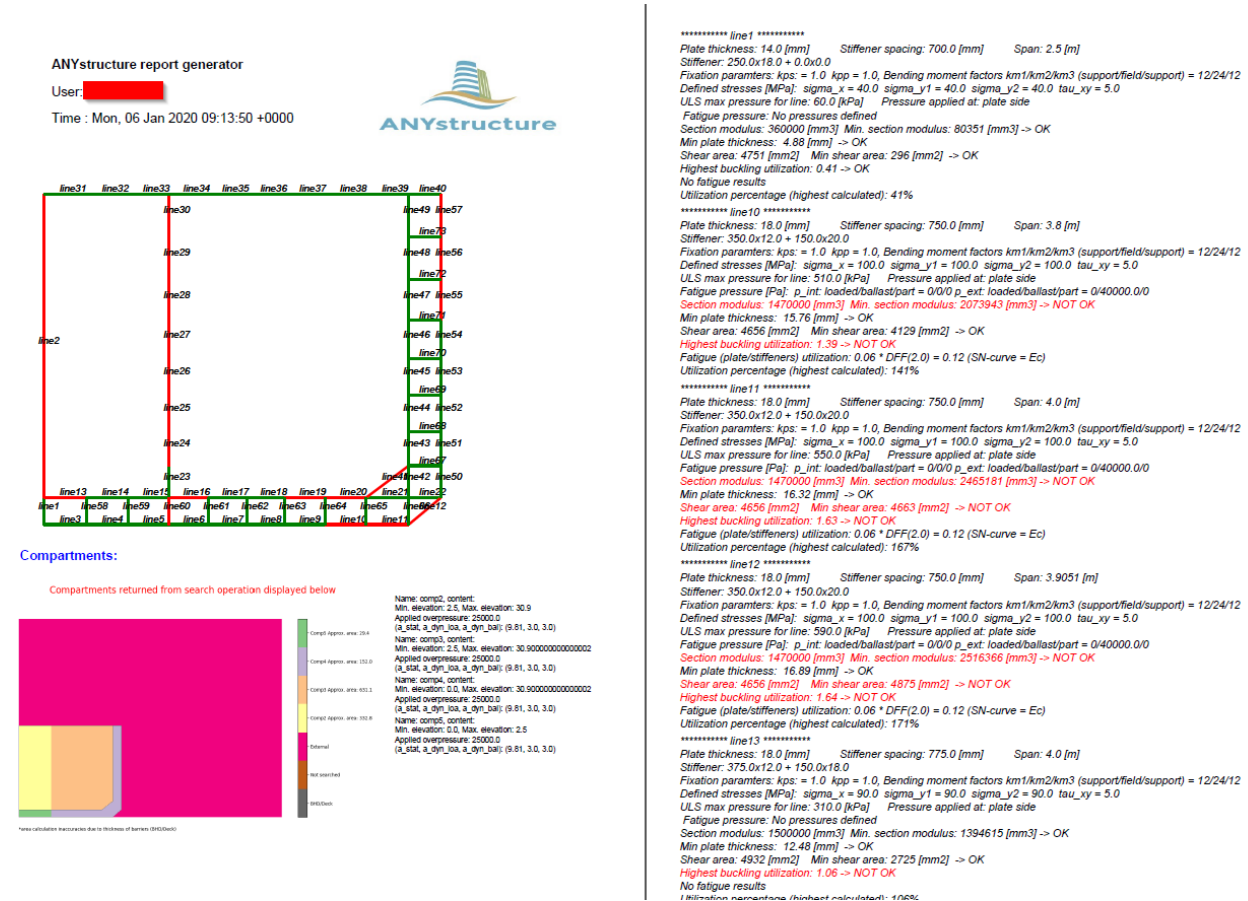 ANYstructure report generator
User:
Time : Mon, 06 Jan 2020 09:13:50 +0000
ANYstructure
line31 line32 line33 line34 line35 line36 line37 line38 line39 line40
line30 line49 line57
line73
line29 line48 line56
line72
line28 line47 line55
line71
line2 line27 line46 line54
line70
line26 line45 line53
line69
line25 line44 line52
line68
line24 line43 line51
line67
line23 line41 line42 line50
line13 line14 line15 line16 line17 line18 line19 line20 line21 line22
line1 line58 line59 line60 line61 line62 line63 line64 line65 line66 line12
line3 line4 line5 line6 line7 line8 line9 line10 line11
Compartments:
Compartments returned from search operation displayed below
Comp5 Approx. area: 29.4
Comp4 Approx. area: 152.0
Comp3 Approx. area: 631.1
Comp2 Approx. area: 332.8
External
Not searched
BHD/Deck
*area calculation inaccuracies due to thickness of barriers (BHD/Deck)
Name: comp2, content:
Min. elevation: 2.5, Max. elevation: 30.9
Applied overpressure: 25000.0
(a_stat, a_dyn_loa, a_dyn_bal): (9.81, 3.0, 3.0)
Name: comp3, content:
Min. elevation: 2.5, Max. elevation: 30.900000000000002
Applied overpressure: 25000.0
(a_stat, a_dyn_loa, a_dyn_bal): (9.81, 3.0, 3.0)
Name: comp4, content:
Min. elevation: 0.0, Max. elevation: 30.900000000000002
Applied overpressure: 25000.0
(a_stat, a_dyn_loa, a_dyn_bal): (9.81, 3.0, 3.0)
Name: comp5, content:
Min. elevation: 0.0, Max. elevation: 2.5
Applied overpressure: 25000.0
(a_stat, a_dyn_loa, a_dyn_bal): (9.81, 3.0, 3.0)
*********** line1 ***********
Plate thickness: 14.0 [mm] Stiffener spacing: 700.0 [mm] Span: 2.5 [m]
Stiffener: 250.0x18.0 + 0.0x0.0
Fixation paramters: kps: = 1.0 kpp = 1.0, Bending moment factors km1/km2/km3 (support/field/support) = 12/24/12
Defined stresses [MPa]: sigma_x = 40.0 sigma_y1 = 40.0 sigma_y2 = 40.0 tau_xy = 5.0
ULS max pressure for line: 60.0 [kPa] Pressure applied at: plate side
Fatigue pressure: No pressures defined
Section modulus: 360000 [mm3] Min. section modulus: 80351 [mm3] -> OK
Min plate thickness: 4.88 [mm] -> OK
Shear area: 4751 [mm2] Min shear area: 296 [mm2] -> OK
Highest buckling utilization: 0.41 -> OK
No fatigue results
Utilization percentage (highest calculated): 41%
*********** line10 ***********
Plate thickness: 18.0 [mm] Stiffener spacing: 750.0 [mm] Span: 3.8 [m]
Stiffener: 350.0x12.0 + 150.0x20.0
Fixation paramters: kps: = 1.0 kpp = 1.0, Bending moment factors km1/km2/km3 (support/field/support) = 12/24/12
Defined stresses [MPa]: sigma_x = 100.0 sigma_y1 = 100.0 sigma_y2 = 100.0 tau_xy = 5.0
ULS max pressure for line: 510.0 [kPa] Pressure applied at: plate side
Fatigue pressure [Pa]: p_int: loaded/ballast/part = 0/0/0 p_ext: loaded/ballast/part = 0/40000.0/0
Section modulus: 1470000 [mm3] Min. section modulus: 2073943 [mm3] -> NOT OK
Min plate thickness: 15.76 [mm] -> OK
Shear area: 4656 [mm2] Min shear area: 4129 [mm2] -> OK
Highest buckling utilization: 1.39 -> NOT OK
Fatigue (plate/stiffeners) utilization: 0.06 * DFF(2.0) = 0.12 (SN-curve = Ec)
Utilization percentage (highest calculated): 141%
*********** line11 ***********
Plate thickness: 18.0 [mm] Stiffener spacing: 750.0 [mm] Span: 4.0 [m]
Stiffener: 350.0x12.0 + 150.0x20.0
Fixation paramters: kps: = 1.0 kpp = 1.0, Bending moment factors km1/km2/km3 (support/field/support) = 12/24/12
Defined stresses [MPa]: sigma_x = 100.0 sigma_y1 = 100.0 sigma_y2 = 100.0 tau_xy = 5.0
ULS max pressure for line: 550.0 [kPa] Pressure applied at: plate side
Fatigue pressure [Pa]: p_int: loaded/ballast/part = 0/0/0 p_ext: loaded/ballast/part = 0/40000.0/0
Section modulus: 1470000 [mm3] Min. section modulus: 2465181 [mm3] -> NOT OK
Min plate thickness: 16.32 [mm] -> OK
Shear area: 4656 [mm2] Min shear area: 4663 [mm2] -> NOT OK
Highest buckling utilization: 1.63 -> NOT OK
Fatigue (plate/stiffeners) utilization: 0.06 * DFF(2.0) = 0.12 (SN-curve = Ec)
Utilization percentage (highest calculated): 167%
*********** line12 ***********
Plate thickness: 18.0 [mm] Stiffener spacing: 750.0 [mm] Span: 3.9051 [m]
Stiffener: 350.0x12.0 + 150.0x20.0
Fixation paramters: kps: = 1.0 kpp = 1.0, Bending moment factors km1/km2/km3 (support/field/support) = 12/24/12
Defined stresses [MPa]: sigma_x = 100.0 sigma_y1 = 100.0 sigma_y2 = 100.0 tau_xy = 5.0
ULS max pressure for line: 590.0 [kPa] Pressure applied at: plate side
Fatigue pressure [Pa]: p_int: loaded/ballast/part = 0/0/0 p_ext: loaded/ballast/part = 0/40000.0/0
Section modulus: 1470000 [mm3] Min. section modulus: 2516366 [mm3] -> NOT OK
Min plate thickness: 16.89 [mm] -> OK
Shear area: 4656 [mm2] Min shear area: 4875 [mm2] -> NOT OK
Highest buckling utilization: 1.64 -> NOT OK
Fatigue (plate/stiffeners) utilization: 0.06 * DFF(2.0) = 0.12 (SN-curve = Ec)
Utilization percentage (highest calculated): 171%
*********** line13 ***********
Plate thickness: 18.0 [mm] Stiffener spacing: 775.0 [mm] Span: 4.0 [m]
Stiffener: 375.0x12.0 + 150.0x18.0
Fixation paramters: kps: = 1.0 kpp = 1.0, Bending moment factors km1/km2/km3 (support/field/support) = 12/24/12
Defined stresses [MPa]: sigma_x = 90.0 sigma_y1 = 90.0 sigma_y2 = 90.0 tau_xy = 5.0
ULS max pressure for line: 310.0 [kPa] Pressure applied at: plate side
Fatigue pressure: No pressures defined
Section modulus: 1500000 [mm3] Min. section modulus: 1394615 [mm3] -> OK
Min plate thickness: 12.48 [mm] -> OK
Shear area: 4932 [mm2] Min shear area: 2725 [mm2] -> OK
Highest buckling utilization: 1.06 -> NOT OK
No fatigue results
Utilization percentage (highest calculated): 106%